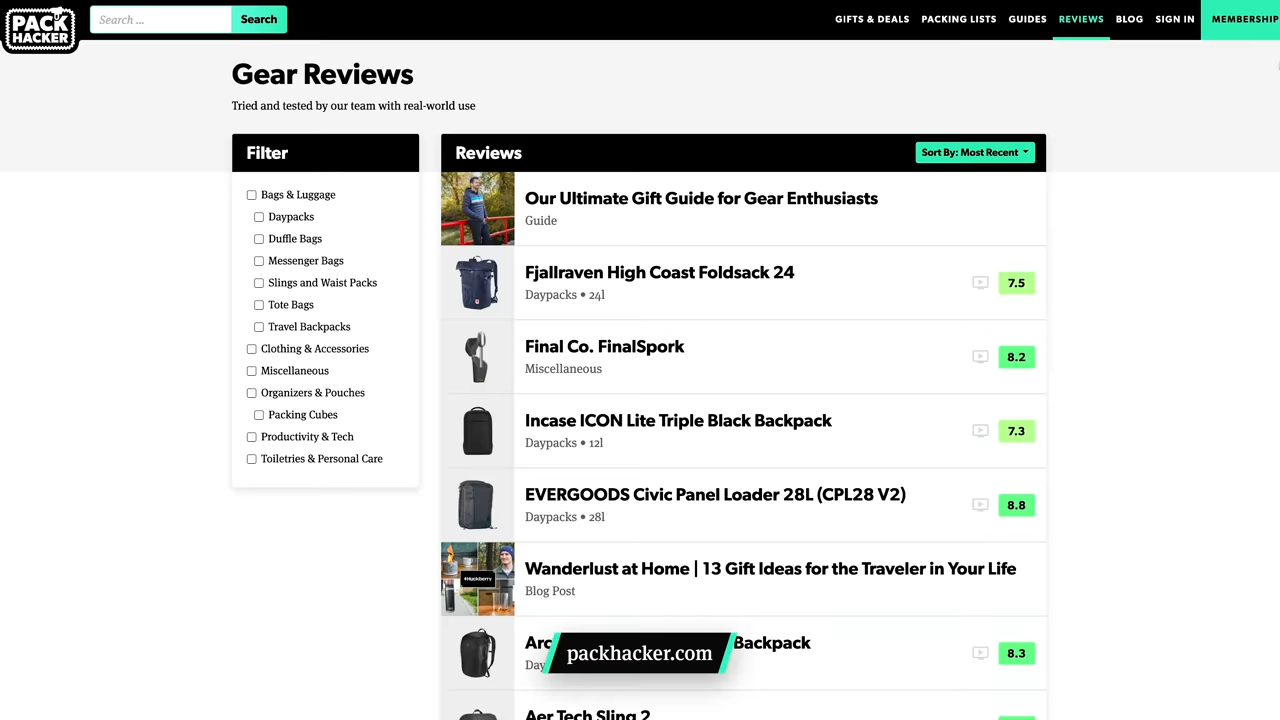 PACK
HACKER
Search ...
Search
GIFTS & DEALS
PACKING LISTS
GUIDES
REVIEWS
BLOG
SIGN IN
MEMBERSHIP
Gear Reviews
Tried and tested by our team with real-world use
Filter
Bags & Luggage
Daypacks
Duffle Bags
Messenger Bags
Slings and Waist Packs
Tote Bags
Travel Backpacks
Clothing & Accessories
Miscellaneous
Organizers & Pouches
Packing Cubes
Productivity & Tech
Toiletries & Personal Care
Reviews
Sort By: Most Recent
Our Ultimate Gift Guide for Gear Enthusiasts
Guide
Fjallraven High Coast Foldsack 24
Daypacks • 24l
7.5
Final Co. FinalSpork
Miscellaneous
8.2
Incase ICON Lite Triple Black Backpack
Daypacks • 12l
7.3
EVERGOODS Civic Panel Loader 28L (CPL28 V2)
Daypacks • 28l
8.8
Huckberry
Wanderlust at Home | 13 Gift Ideas for the Traveler in Your Life
Blog Post
Backpack
8.3
packhacker.com
Aer Tech Sling 2